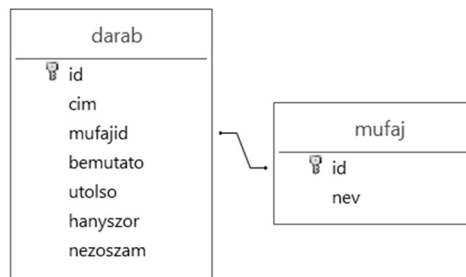 darab
id
cim
mufajid
bemutato
utolso
hanyszor
nezoszam
mufaj
id
nev